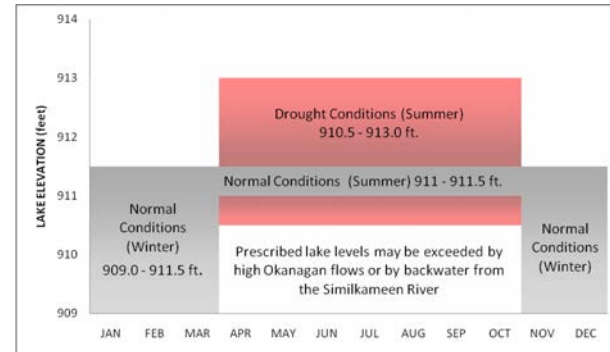 LAKE ELEVATION (feet)
914
913
912
911
910
909
Drought Conditions (Summer)
910.5 - 913.0 ft.
Normal Conditions (Summer) 911 - 911.5 ft.
Normal
Conditions
(Winter)
909.0 - 911.5 ft.
Prescribed lake levels may be exceeded by
high Okanagan flows or by backwater from
the Similkameen River
Normal
Conditions
(Winter)
JAN FEB MAR APR MAY JUN JUL AUG SEP OCT NOV DEC